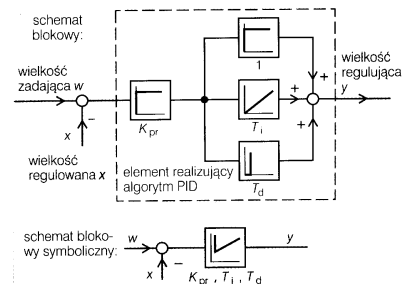 schemat
blokowy:
wielkość
zadająca w
−
x
wielkość
regulowana x
K pr
1
T i
T d
+
+
+
wielkość
regulująca
y
element realizujący
algorytm PID
schemat bloko-
wy symboliczny:
w
x
−
y
K pr , T i , T d